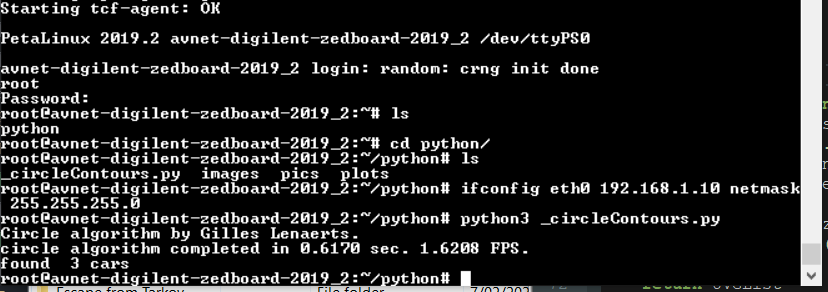 Starting tcf-agent: OK
PetaLinux 2019.2 avnet-digilent-zedboard-2019_2 /dev/ttyPS0
avnet-digilent-zedboard-2019_2 login: random: crng init done
root
Password:
root@avnet-digilent-zedboard-2019_2:~# ls
python
root@avnet-digilent-zedboard-2019_2:~# cd python/
root@avnet-digilent-zedboard-2019_2:~/python# ls
_circleContours.py  images  pics  plots
root@avnet-digilent-zedboard-2019_2:~/python# ifconfig eth0 192.168.1.10 netmask
 255.255.255.0
root@avnet-digilent-zedboard-2019_2:~/python# python3 _circleContours.py
Circle algorithm by Gilles Lenaerts.
circle algorithm completed in 0.6170 sec. 1.6208 FPS.
found  3 cars
root@avnet-digilent-zedboard-2019_2:~/python#
Escape from Tarkov File folder